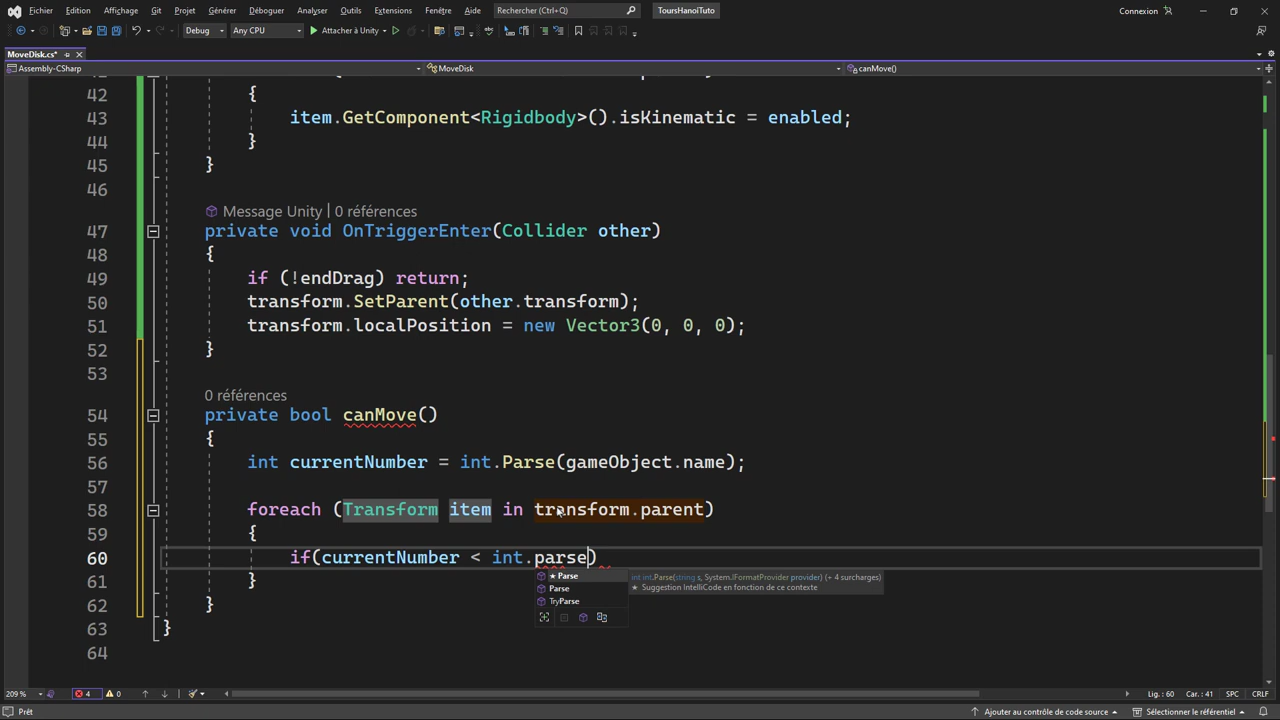 Fichier Edition Affichage Git Projet Générer Déboguer Analyser Outils Extensions Fenêtre Aide Rechercher (Ctrl+Q) ToursHanoiTuto Connexion
Debug Any CPU Attacher à Unity
MoveDisk.cs*
Assembly-CSharp MoveDisk canMove()
42 {
43 item.GetComponent<Rigidbody>().isKinematic = enabled;
44 }
45 }
46
Message Unity | 0 références
47 private void OnTriggerEnter(Collider other)
48 {
49 if (!endDrag) return;
50 transform.SetParent(other.transform);
51 transform.localPosition = new Vector3(0, 0, 0);
52 }
53
0 références
54 private bool canMove()
55 {
56 int currentNumber = int.Parse(gameObject.name);
57
58 foreach (Transform item in transform.parent)
59 {
60 if(currentNumber < int.parse)
★ Parse int int.Parse(string s, System.IFormatProvider provider) (+ 4 surcharges)
Parse ★ Suggestion IntelliCode en fonction de ce contexte
TryParse
61 }
62 }
63 }
64
209 % 4 0 Lig. : 60 Car. : 41 SPC CRLF
Prêt Ajouter au contrôle de code source Sélectionner le référentiel